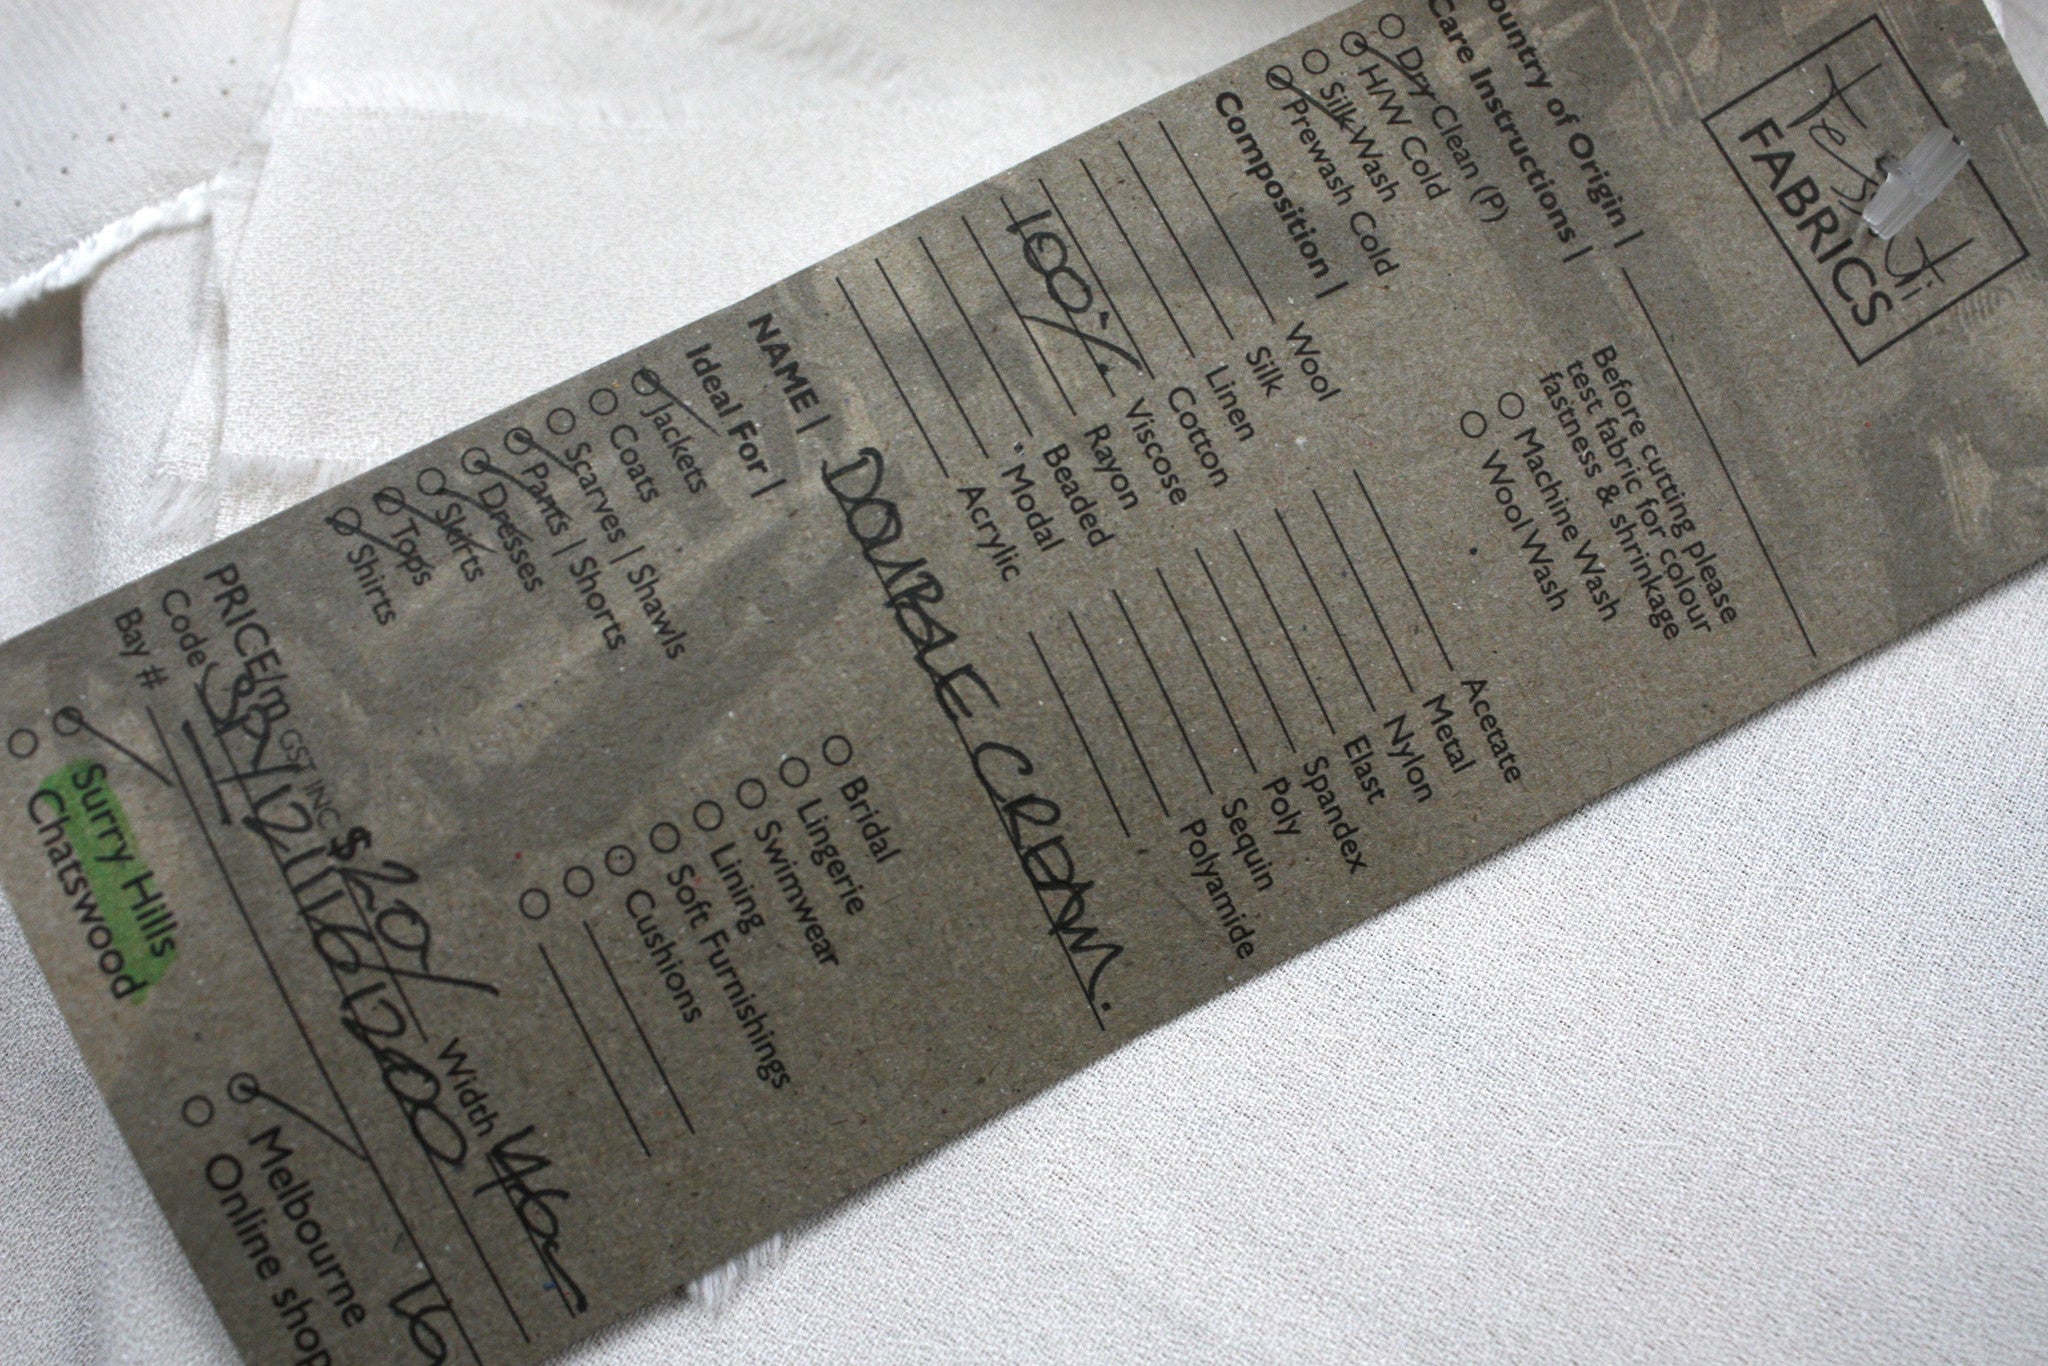 Tessuti
FABRICS
ountry of Origin |
Care Instructions |
Before cutting please
test fabric for colour
fastness & shrinkage
Dry Clean (P)
H/W Cold
Silk Wash
Prewash Cold
Machine Wash
Wool Wash
Composition |
Wool
Silk
Linen
Cotton
100% Viscose
Rayon
Beaded
Modal
Acrylic
Acetate
Metal
Nylon
Elast
Spandex
Poly
Sequin
Polyamide
NAME | DOUBLE CREAM.
Ideal For |
Jackets
Coats
Scarves | Shawls
Pants | Shorts
Dresses
Skirts
Tops
Shirts
Bridal
Lingerie
Swimwear
Lining
Soft Furnishings
Cushions
PRICE/m GST INC $20/ Width 146
Code
Bay #
Surry Hills
Chatswood
Melbourne
Online shop